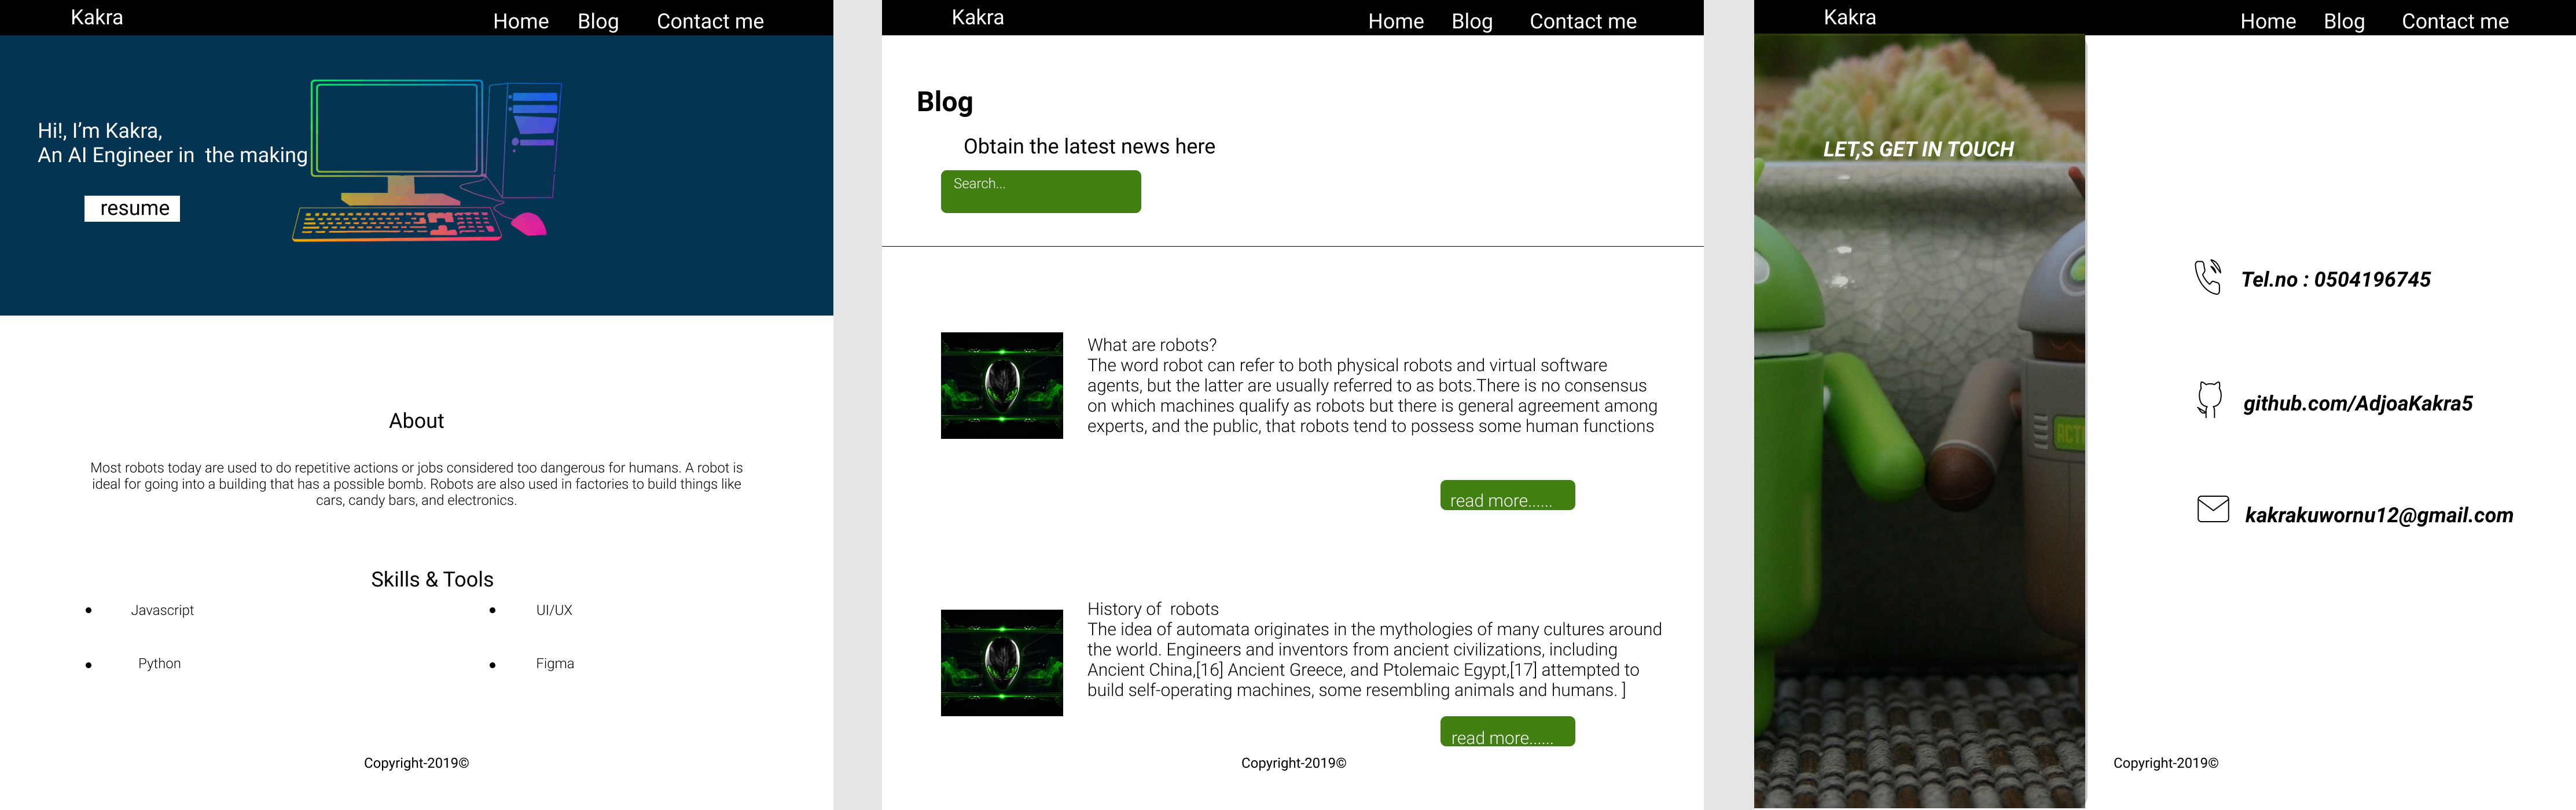 Kakra
Home Blog Contact me
Hi!, I'm Kakra,
An AI Engineer in  the making
resume
About
Most robots today are used to do repetitive actions or jobs considered too dangerous for humans. A robot is
ideal for going into a building that has a possible bomb. Robots are also used in factories to build things like
cars, candy bars, and electronics.
Skills & Tools
Javascript
UI/UX
Python
Figma
Copyright-2019©
Kakra
Home Blog Contact me
Blog
Obtain the latest news here
Search...
What are robots?
The word robot can refer to both physical robots and virtual software
agents, but the latter are usually referred to as bots.There is no consensus
on which machines qualify as robots but there is general agreement among
experts, and the public, that robots tend to possess some human functions
read more......
History of  robots
The idea of automata originates in the mythologies of many cultures around
the world. Engineers and inventors from ancient civilizations, including
Ancient China,[16] Ancient Greece, and Ptolemaic Egypt,[17] attempted to
build self-operating machines, some resembling animals and humans. ]
read more......
Copyright-2019©
Kakra
Home Blog Contact me
LET,S GET IN TOUCH
Tel.no : 0504196745
github.com/AdjoaKakra5
kakrakuwornu12@gmail.com
ACTI
Copyright-2019©